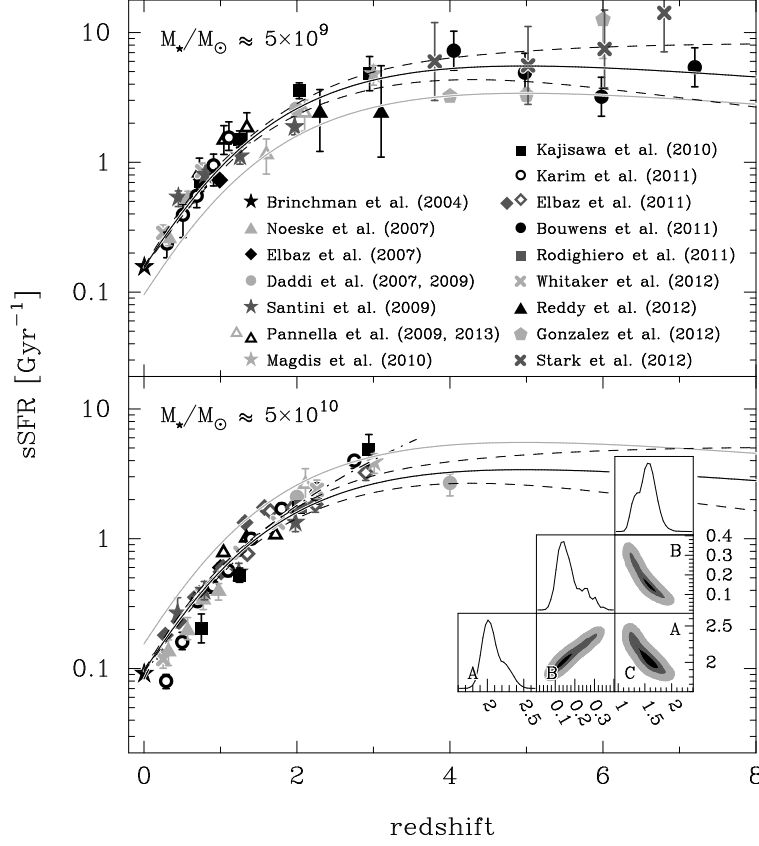 M⋆/M⊙ ≈ 5×10⁹
10
1
0.1
Brinchman et al. (2004)
Noeske et al. (2007)
Elbaz et al. (2007)
Daddi et al. (2007, 2009)
Santini et al. (2009)
Pannella et al. (2009, 2013)
Magdis et al. (2010)
Kajisawa et al. (2010)
Karim et al. (2011)
Elbaz et al. (2011)
Bouwens et al. (2011)
Rodighiero et al. (2011)
Whitaker et al. (2012)
Reddy et al. (2012)
Gonzalez et al. (2012)
Stark et al. (2012)
sSFR [Gyr⁻¹]
M⋆/M⊙ ≈ 5×10¹⁰
10
1
0.1
B
0.4
0.3
0.2
0.1
A
B
C
A
2.5
2
2 2.5
0.1 0.2 0.3
1 1.5 2
0 2 4 6 8
redshift